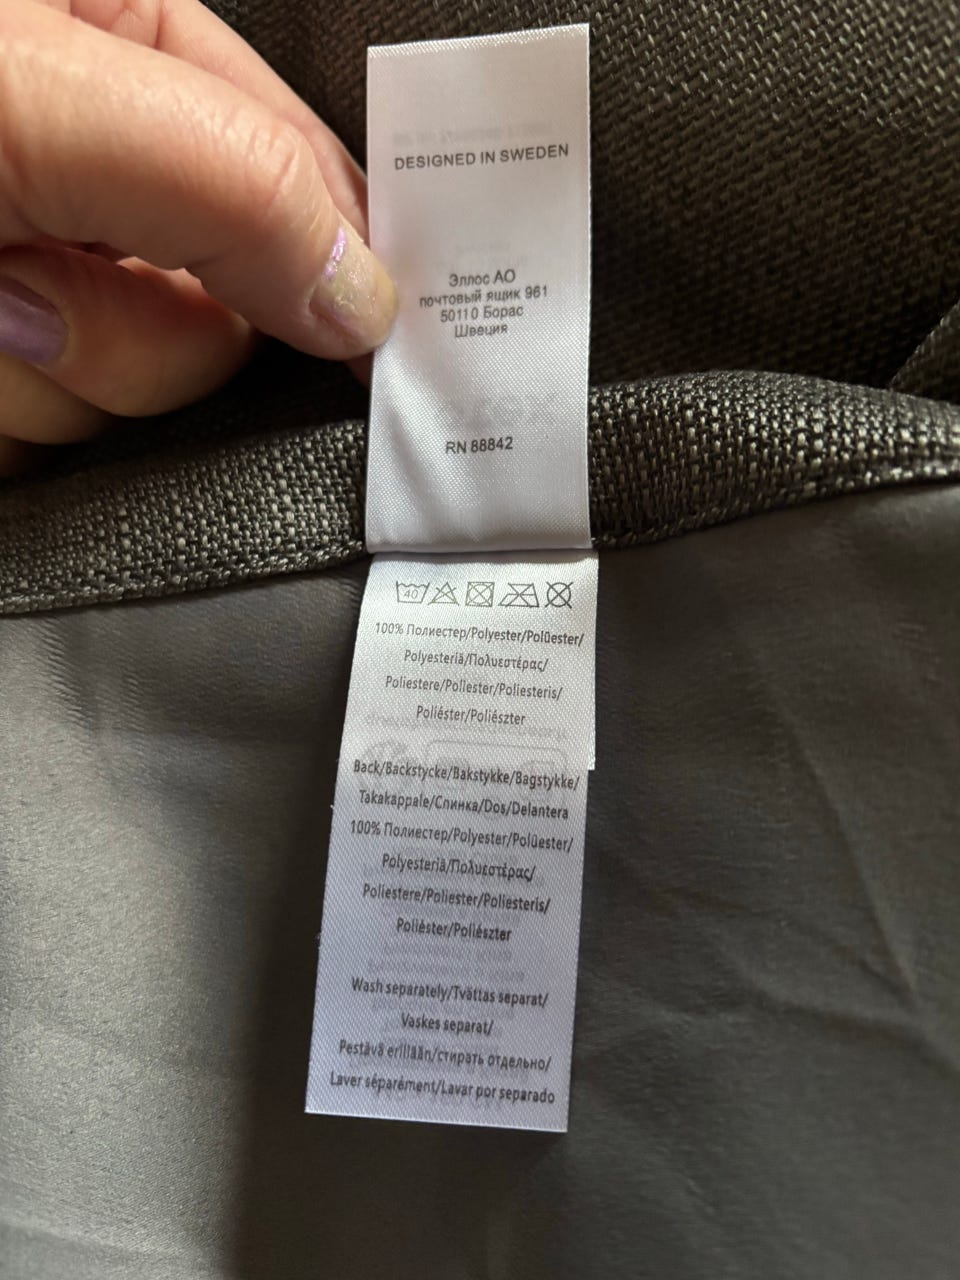 DESIGNED IN SWEDEN
Эллос АО
почтовый ящик 961
50110 Борас
Швеция
RN 88842
40
100% Полиестер/Polyester/Polüester/
Polyesteriä/Πολυεστέρας/
Poliestere/Poliester/Poliesteris/
Poliéster/Poliészter
Back/Backstycke/Bakstykke/Bagstykke/
Takakappale/Спинка/Dos/Delantera
100% Полиестер/Polyester/Polüester/
Polyesteriä/Πολυεστέρας/
Poliestere/Poliester/Poliesteris/
Poliéster/Poliészter
Wash separately/Tvättas separat/
Vaskes separat/
Pestävä erillään/стирать отдельно/
Laver séparément/Lavar por separado